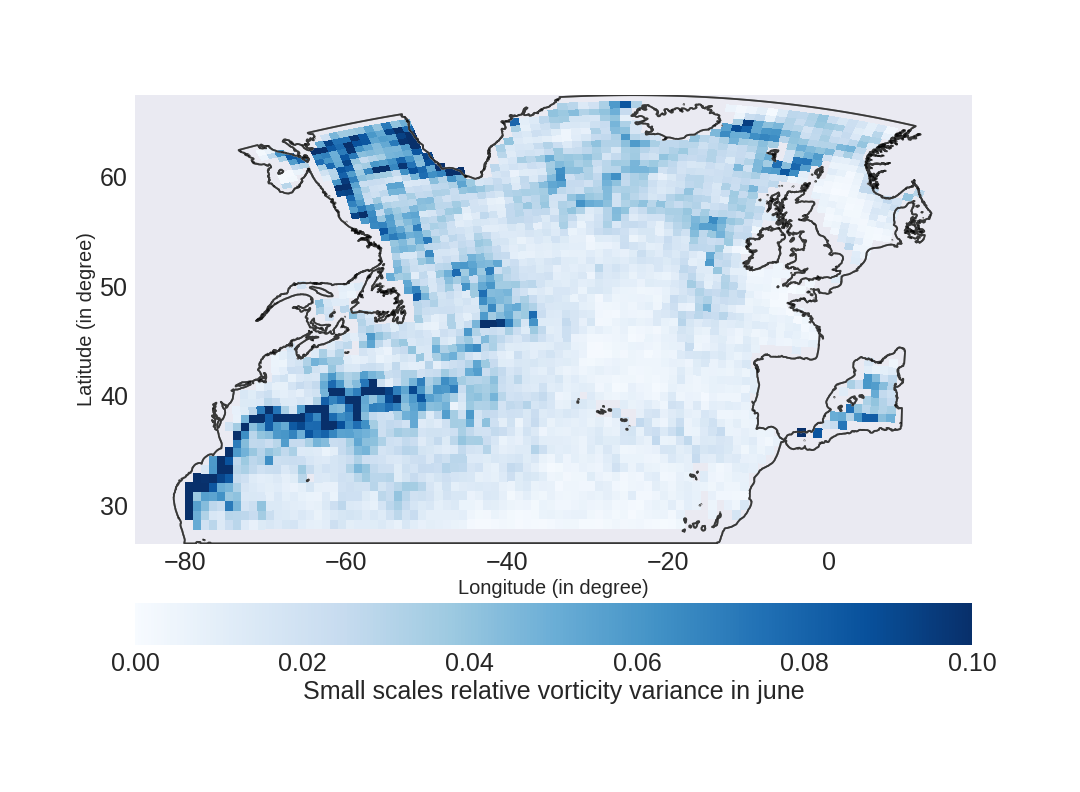 Latitude (in degree)
60
50
40
30
−80 −60 −40 −20 0
Longitude (in degree)
0.00 0.02 0.04 0.06 0.08 0.10
Small scales relative vorticity variance in june